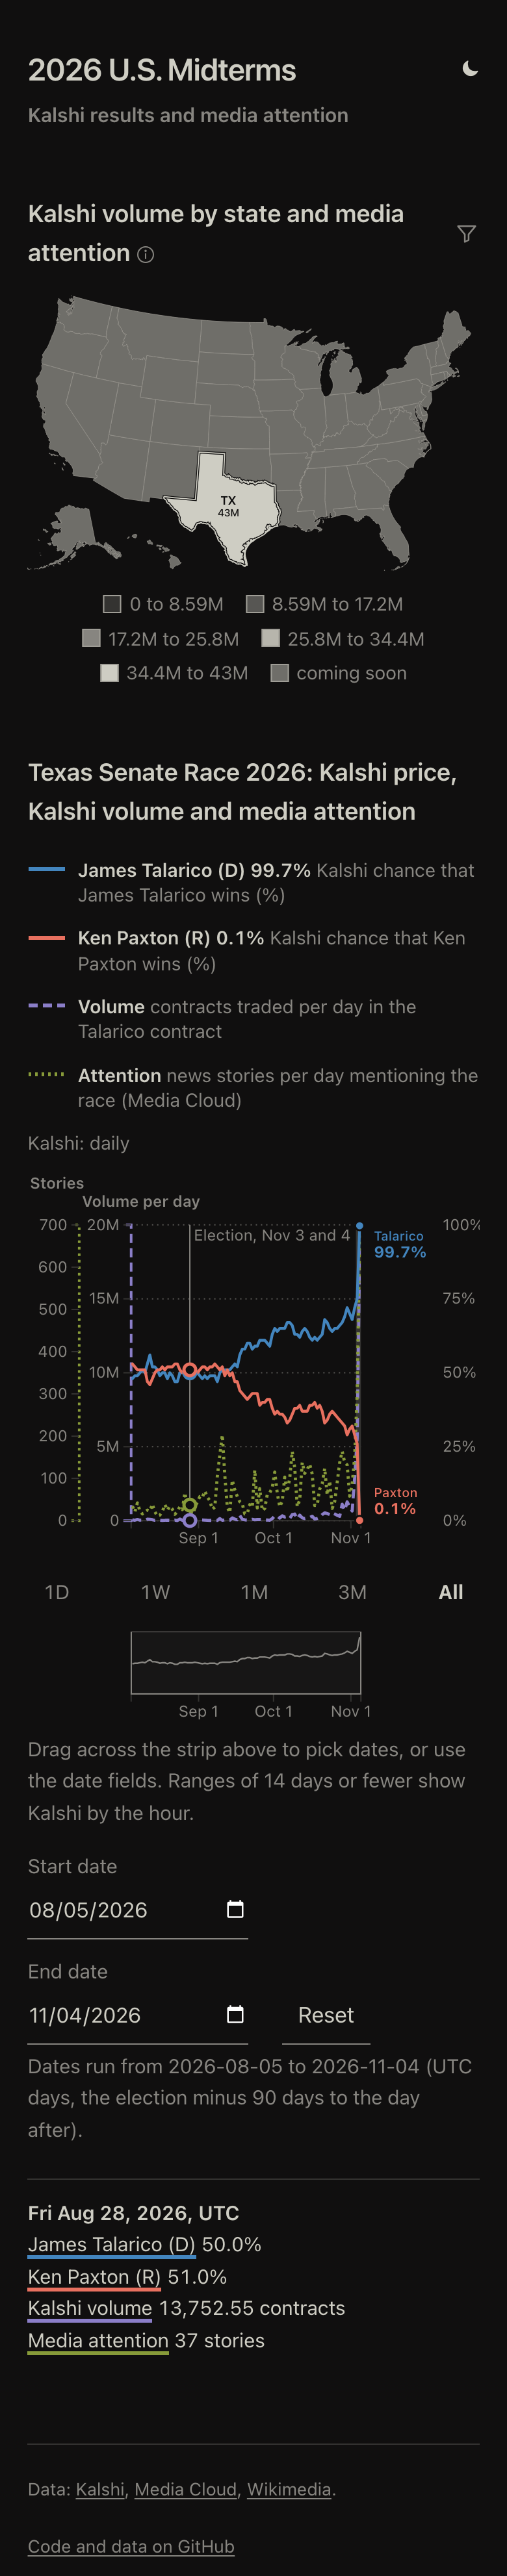 2026 U.S. Midterms
Kalshi results and media attention
Kalshi volume by state and media
attention
TX
43M
0 to 8.59M
8.59M to 17.2M
17.2M to 25.8M
25.8M to 34.4M
34.4M to 43M
coming soon
Texas Senate Race 2026: Kalshi price,
Kalshi volume and media attention
James Talarico (D) 99.7% Kalshi chance that
James Talarico wins (%)
Ken Paxton (R) 0.1% Kalshi chance that Ken
Paxton wins (%)
Volume contracts traded per day in the
Talarico contract
Attention news stories per day mentioning the
race (Media Cloud)
Kalshi: daily
Stories
Volume per day
700 20M 100%
Election, Nov 3 and 4
Talarico
99.7%
600
500 15M 75%
400
10M 50%
300
200
5M 25%
100
Paxton
0.1%
0 0 0%
Sep 1 Oct 1 Nov 1
1D 1W 1M 3M All
Sep 1 Oct 1 Nov 1
Drag across the strip above to pick dates, or use
the date fields. Ranges of 14 days or fewer show
Kalshi by the hour.
Start date
08/05/2026
End date
11/04/2026 Reset
Dates run from 2026-08-05 to 2026-11-04 (UTC
days, the election minus 90 days to the day
after).
Fri Aug 28, 2026, UTC
James Talarico (D) 50.0%
Ken Paxton (R) 51.0%
Kalshi volume 13,752.55 contracts
Media attention 37 stories
Data: Kalshi, Media Cloud, Wikimedia.
Code and data on GitHub